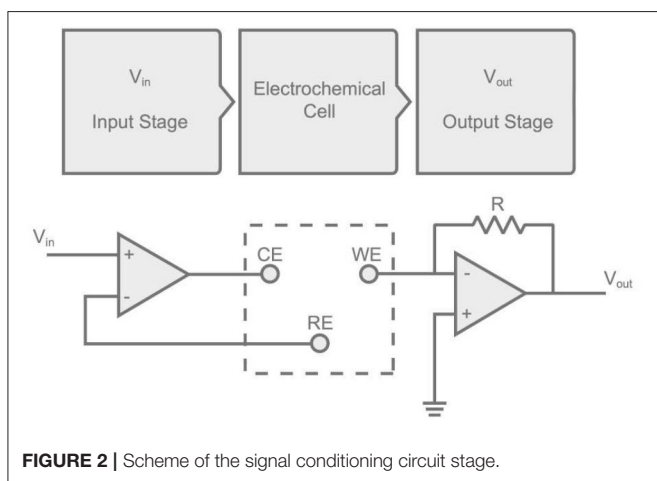 V_in
Input Stage
Electrochemical
Cell
V_out
Output Stage
V_in
+
-
CE
WE
RE
R
-
+
V_out
FIGURE 2 | Scheme of the signal conditioning circuit stage.